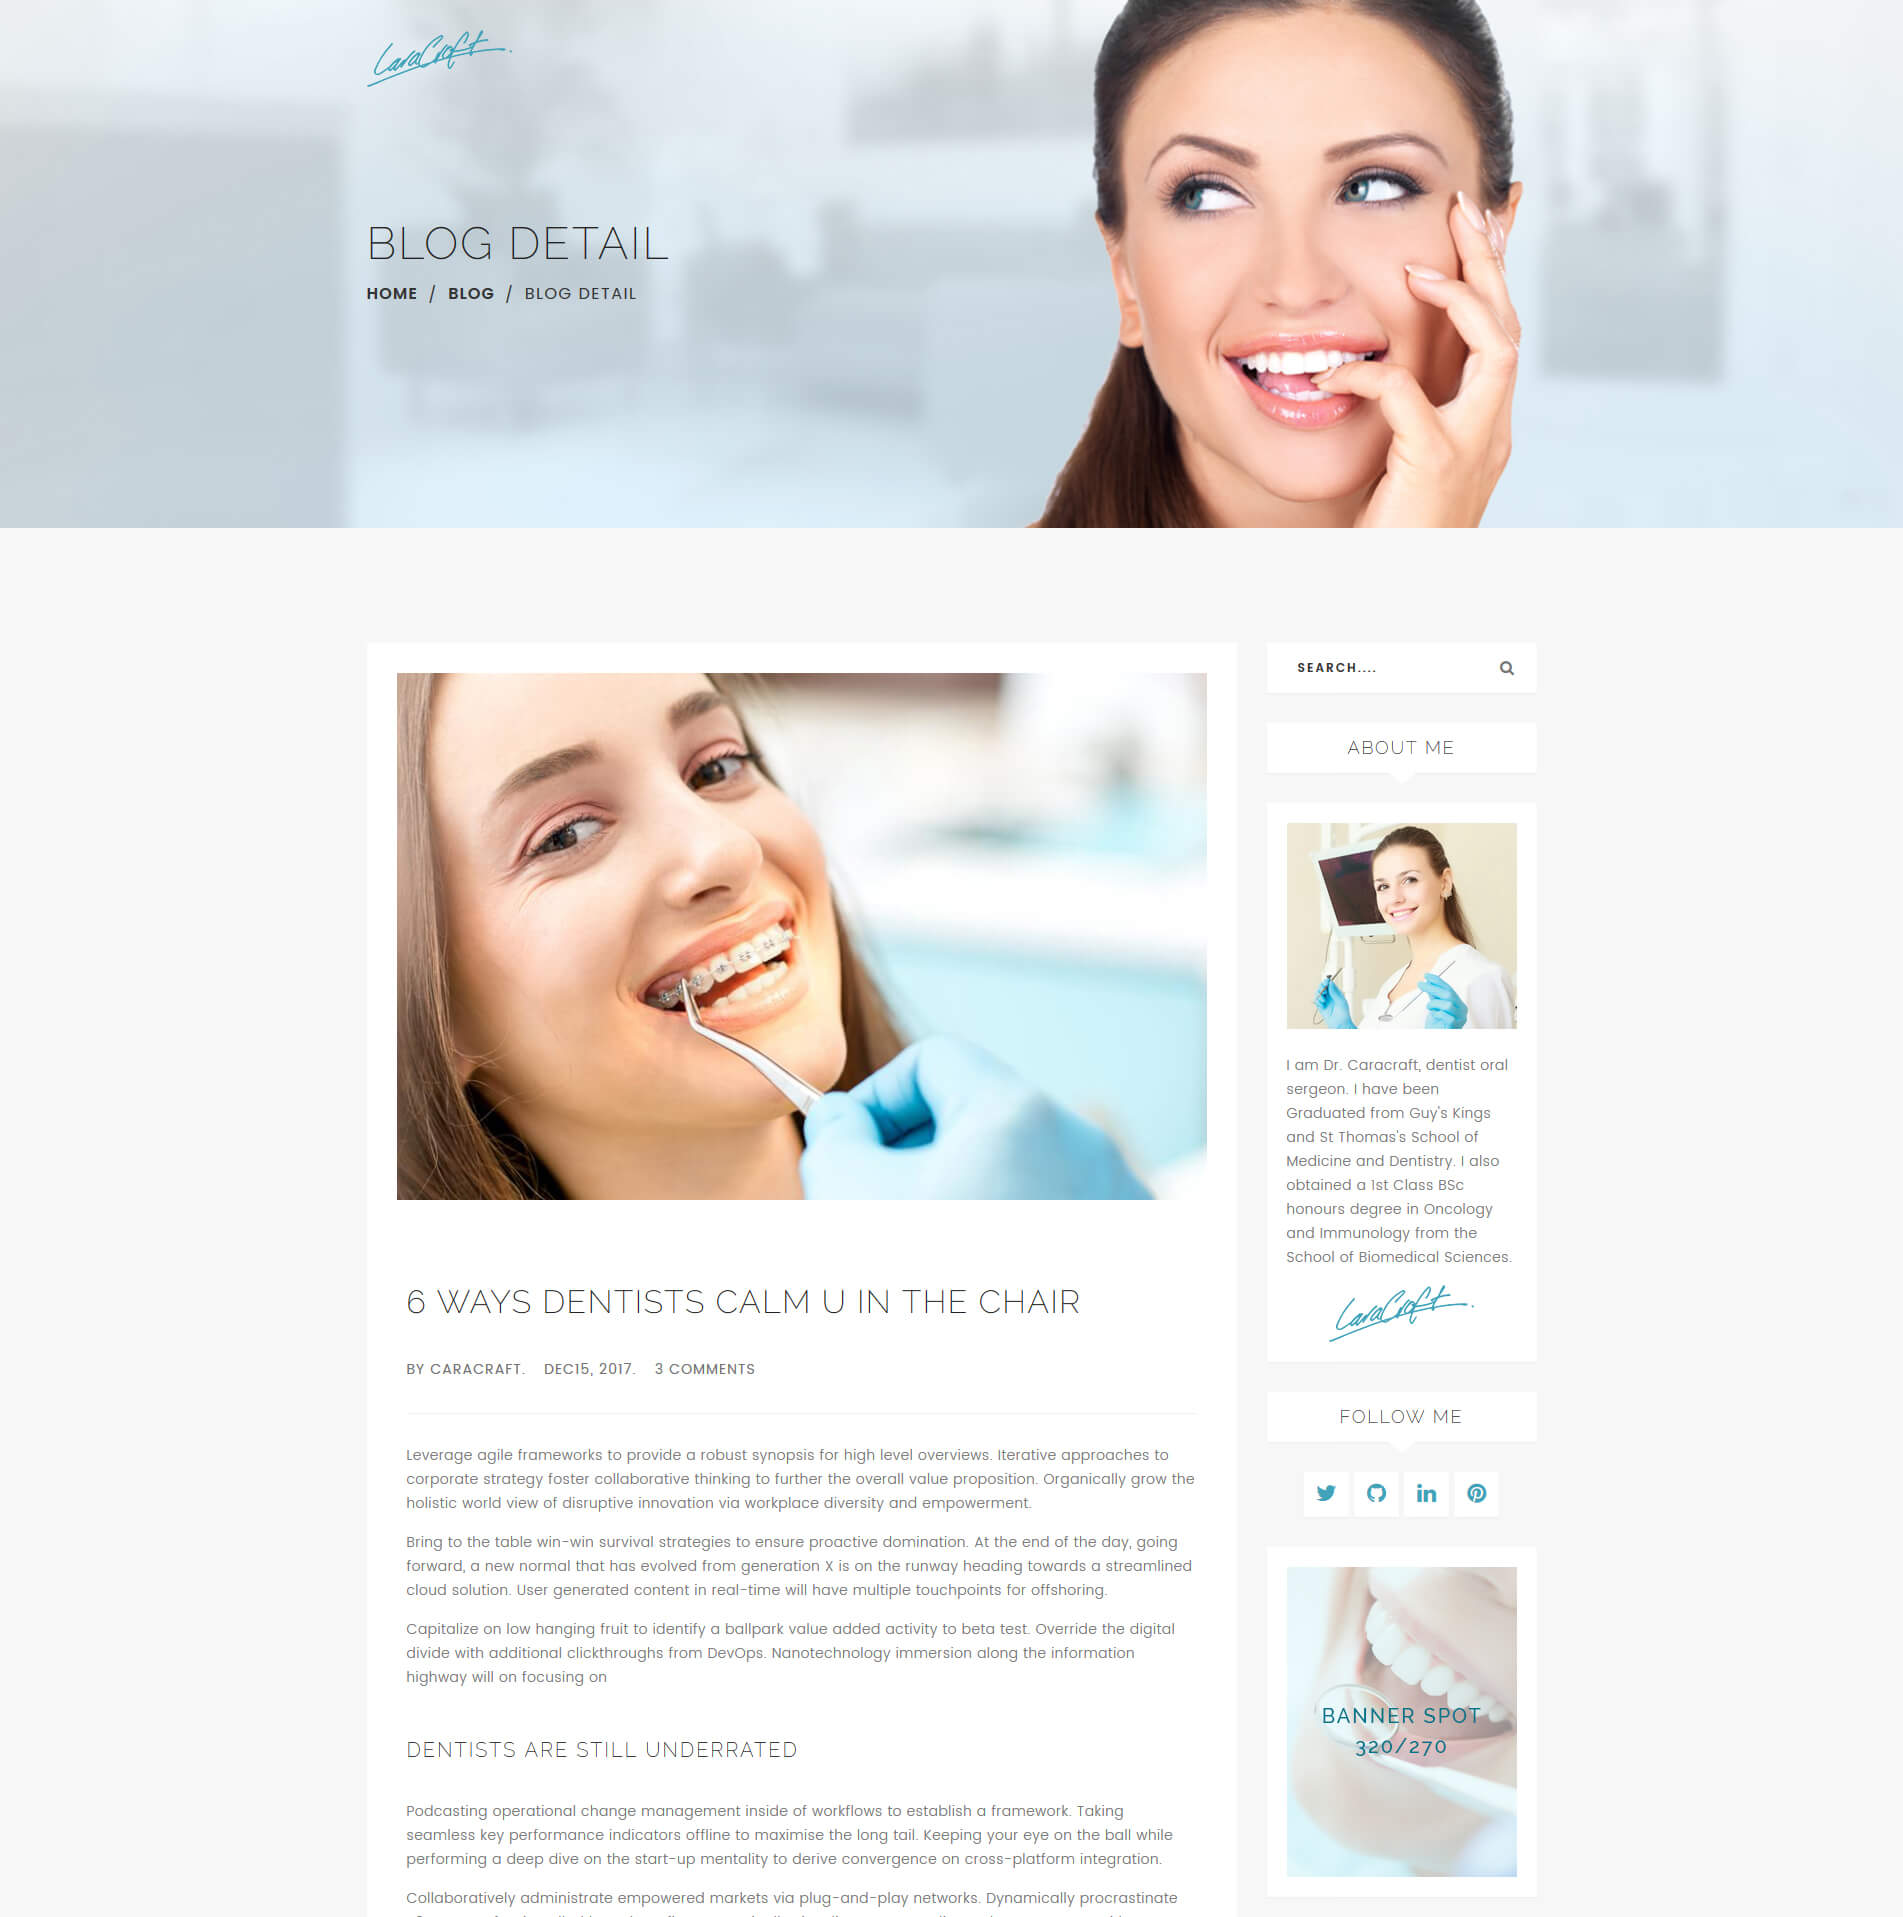 CaraCraft.
BLOG DETAIL
HOME / BLOG / BLOG DETAIL
6 WAYS DENTISTS CALM U IN THE CHAIR
BY CARACRAFT. DEC15, 2017. 3 COMMENTS
Leverage agile frameworks to provide a robust synopsis for high level overviews. Iterative approaches to
corporate strategy foster collaborative thinking to further the overall value proposition. Organically grow the
holistic world view of disruptive innovation via workplace diversity and empowerment.
Bring to the table win-win survival strategies to ensure proactive domination. At the end of the day, going
forward, a new normal that has evolved from generation X is on the runway heading towards a streamlined
cloud solution. User generated content in real-time will have multiple touchpoints for offshoring.
Capitalize on low hanging fruit to identify a ballpark value added activity to beta test. Override the digital
divide with additional clickthroughs from DevOps. Nanotechnology immersion along the information
highway will on focusing on
DENTISTS ARE STILL UNDERRATED
Podcasting operational change management inside of workflows to establish a framework. Taking
seamless key performance indicators offline to maximise the long tail. Keeping your eye on the ball while
performing a deep dive on the start-up mentality to derive convergence on cross-platform integration.
Collaboratively administrate empowered markets via plug-and-play networks. Dynamically procrastinate
SEARCH....
ABOUT ME
I am Dr. Caracraft, dentist oral
sergeon. I have been
Graduated from Guy's Kings
and St Thomas's School of
Medicine and Dentistry. I also
obtained a 1st Class BSc
honours degree in Oncology
and Immunology from the
School of Biomedical Sciences.
CaraCraft.
FOLLOW ME
BANNER SPOT
320/270